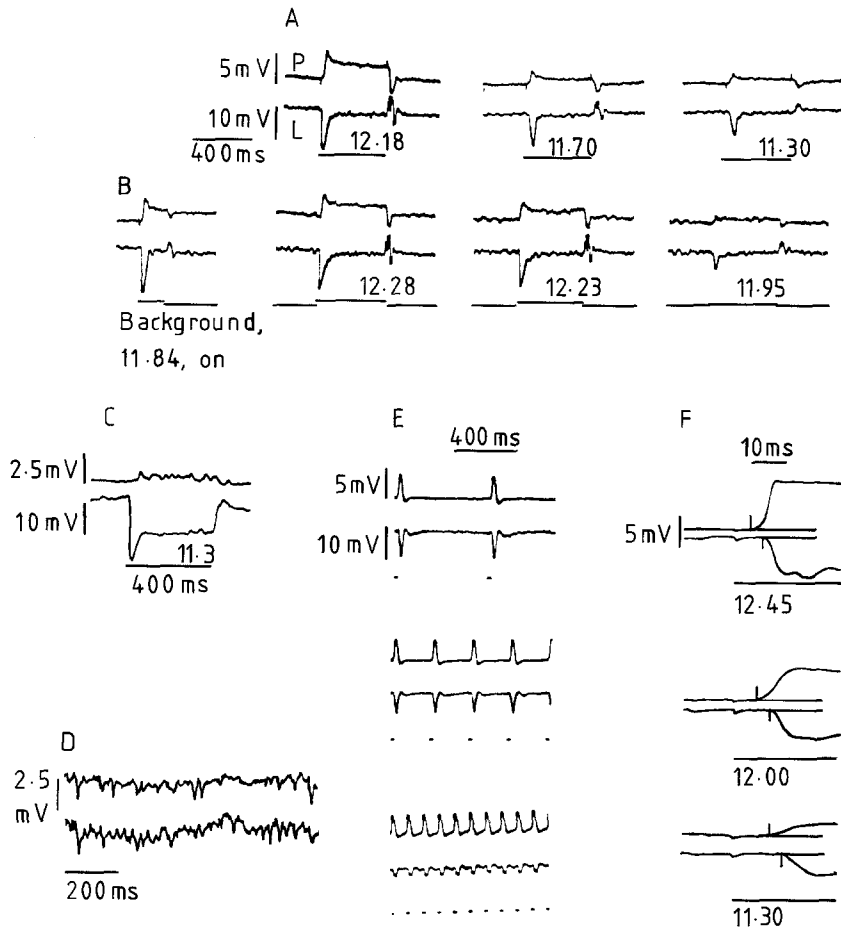 A
5mV P
10mV L
400ms
12·18
11·70
11·30
B
12·28
12·23
11·95
Background,
11·84, on
C
2·5mV
10mV
11·3
400 ms
D
2·5
mV
200ms
E
400ms
5mV
10mV
F
10ms
5mV
12·45
12·00
11·30